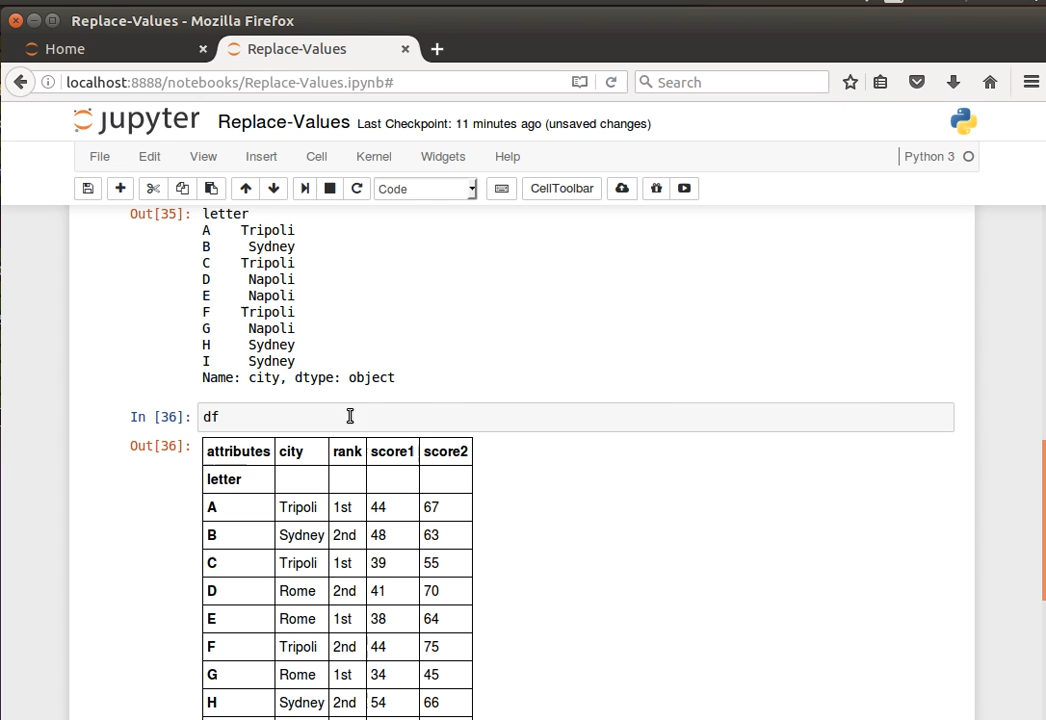 Replace-Values - Mozilla Firefox
Home
Replace-Values
localhost:8888/notebooks/Replace-Values.ipynb#
Search
jupyter Replace-Values Last Checkpoint: 11 minutes ago (unsaved changes)
File Edit View Insert Cell Kernel Widgets Help Python 3
Code CellToolbar
Out[35]: letter
A Tripoli
B Sydney
C Tripoli
D Napoli
E Napoli
F Tripoli
G Napoli
H Sydney
I Sydney
Name: city, dtype: object
In [36]: df
Out[36]:
attributes city rank score1 score2
letter
A Tripoli 1st 44 67
B Sydney 2nd 48 63
C Tripoli 1st 39 55
D Rome 2nd 41 70
E Rome 1st 38 64
F Tripoli 2nd 44 75
G Rome 1st 34 45
H Sydney 2nd 54 66